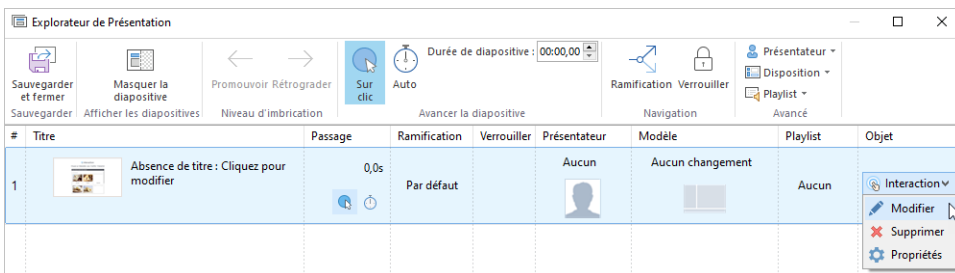 Explorateur de Présentation
Sauvegarder et fermer
Masquer la diapositive
Promouvoir
Rétrograder
Sur clic
Auto
Durée de diapositive : 00:00,00
Ramification
Verrouiller
Présentateur
Disposition
Playlist
Sauvegarder
Afficher les diapositives
Niveau d'imbrication
Avancer la diapositive
Navigation
Avancé
# Titre Passage Ramification Verrouiller Présentateur Modèle Playlist Objet
1
Absence de titre : Cliquez pour
modifier
0,0s
Par défaut
Aucun
Aucun changement
Aucun
Interaction
Modifier
Supprimer
Propriétés